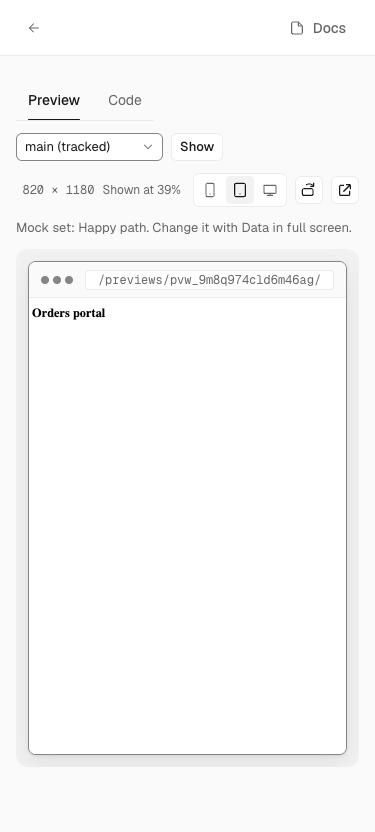 Docs
Preview Code
main (tracked) Show
820 × 1180 Shown at 39%
Mock set: Happy path. Change it with Data in full screen.
/previews/pvw_9m8q974cld6m46ag/
Orders portal